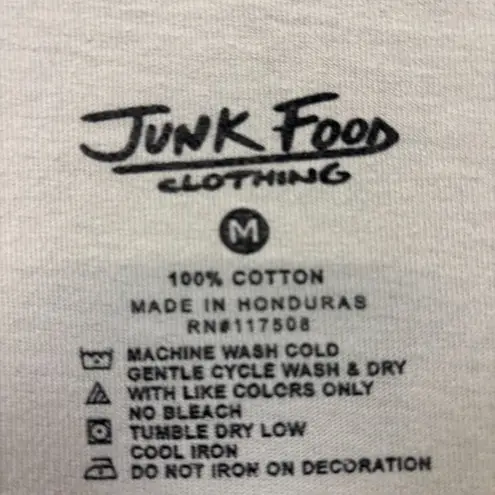 JUNK FOOD
CLOTHING
M
100% COTTON
MADE IN HONDURAS
RN#117508
MACHINE WASH COLD
GENTLE CYCLE WASH & DRY
WITH LIKE COLORS ONLY
NO BLEACH
TUMBLE DRY LOW
COOL IRON
DO NOT IRON ON DECORATION